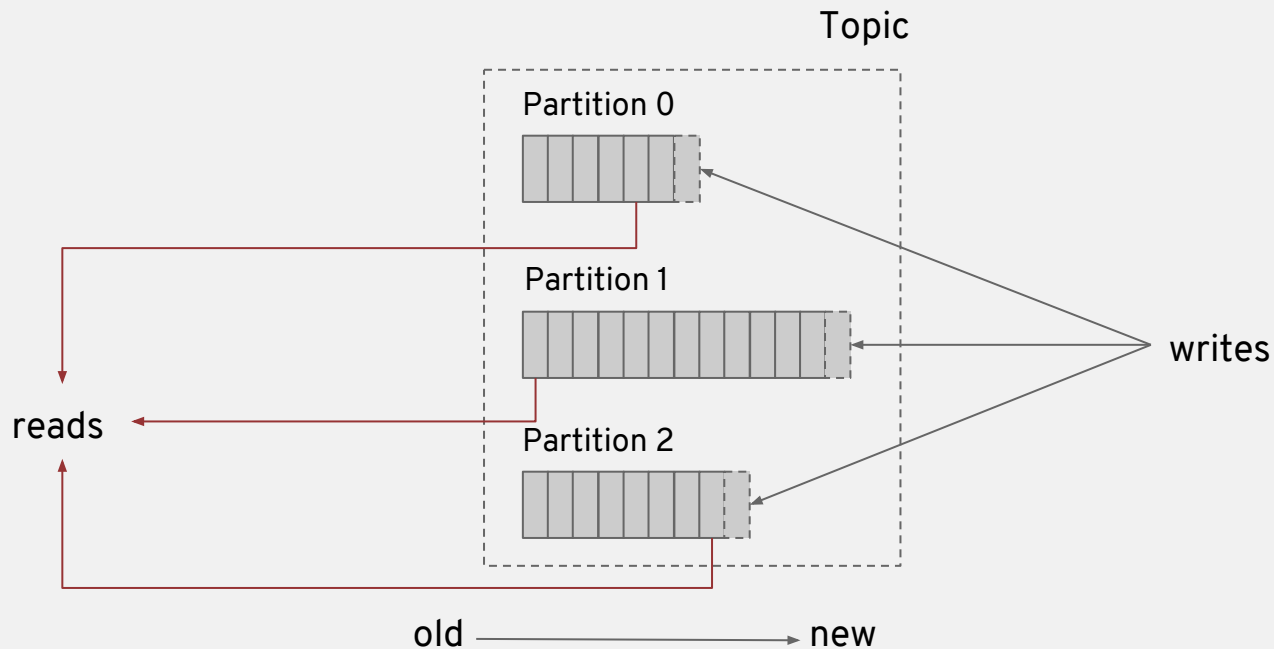 Topic
Partition 0
Partition 1
writes
reads
Partition 2
old
new